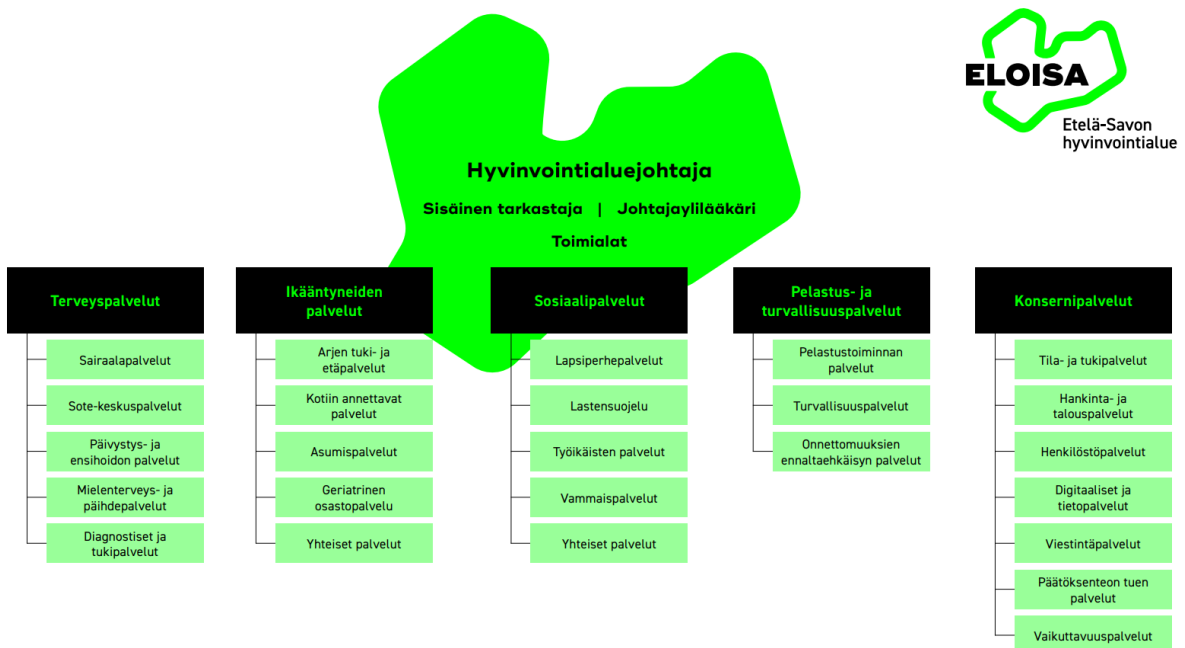 ELOISA
Etelä-Savon
hyvinvointialue
Hyvinvointialuejohtaja
Sisäinen tarkastaja | Johtajaylilääkäri
Toimialat
Terveyspalvelut
Sairaalapalvelut
Sote-keskuspalvelut
Päivystys- ja
ensihoidon palvelut
Mielenterveys- ja
päihdepalvelut
Diagnostiset ja
tukipalvelut
Ikääntyneiden
palvelut
Arjen tuki- ja
etäpalvelut
Kotiin annettavat
palvelut
Asumispalvelut
Geriatrinen
osastopalvelu
Yhteiset palvelut
Sosiaalipalvelut
Lapsiperhepalvelut
Lastensuojelu
Työikäisten palvelut
Vammaispalvelut
Yhteiset palvelut
Pelastus- ja
turvallisuuspalvelut
Pelastustoiminnan
palvelut
Turvallisuuspalvelut
Onnettomuuksien
ennaltaehkäisyn palvelut
Konsernipalvelut
Tila- ja tukipalvelut
Hankinta- ja
talouspalvelut
Henkilöstöpalvelut
Digitaaliset ja
tietopalvelut
Viestintäpalvelut
Päätöksenteon tuen
palvelut
Vaikuttavuuspalvelut